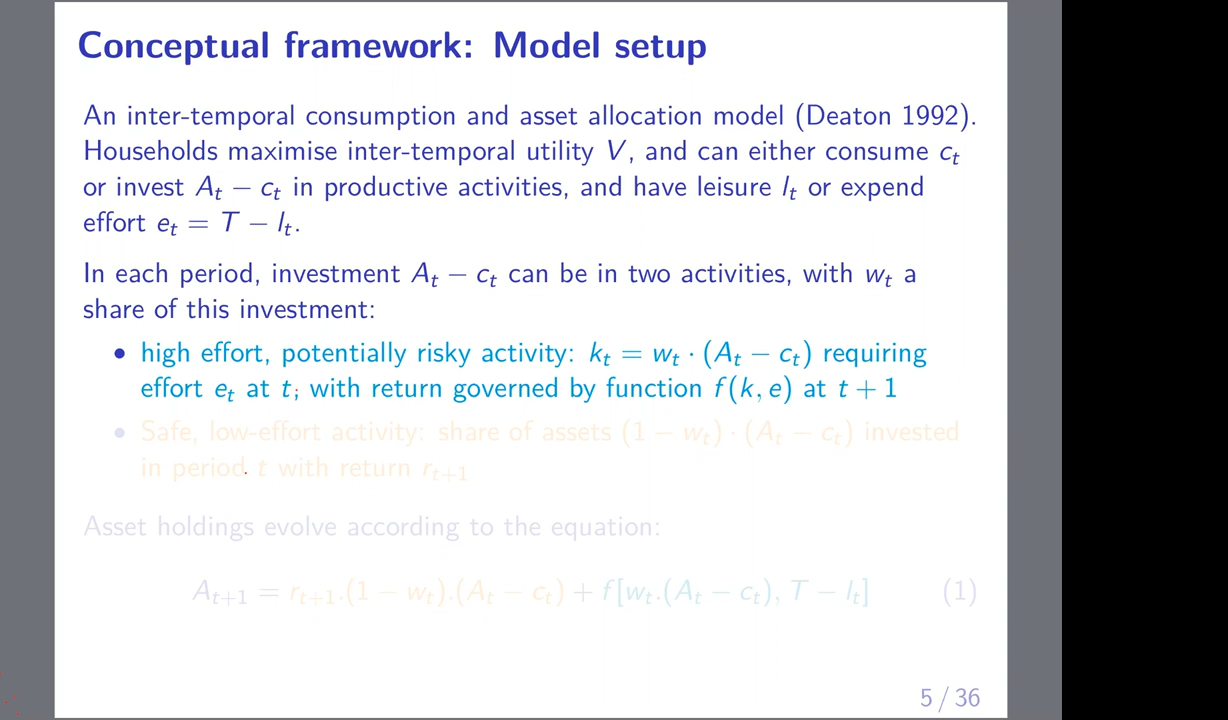 Conceptual framework: Model setup
An inter-temporal consumption and asset allocation model (Deaton 1992).
Households maximise inter-temporal utility V, and can either consume c_t
or invest A_t − c_t in productive activities, and have leisure l_t or expend
effort e_t = T − l_t.
In each period, investment A_t − c_t can be in two activities, with w_t a
share of this investment:
• high effort, potentially risky activity: k_t = w_t · (A_t − c_t) requiring
effort e_t at t; with return governed by function f(k, e) at t + 1
• Safe, low-effort activity: share of assets (1 − w_t) · (A_t − c_t) invested
in period t with return r_{t+1}
Asset holdings evolve according to the equation:
A_{t+1} = r_{t+1}.(1 − w_t).(A_t − c_t) + f[w_t.(A_t − c_t), T − l_t] (1)
5 / 36